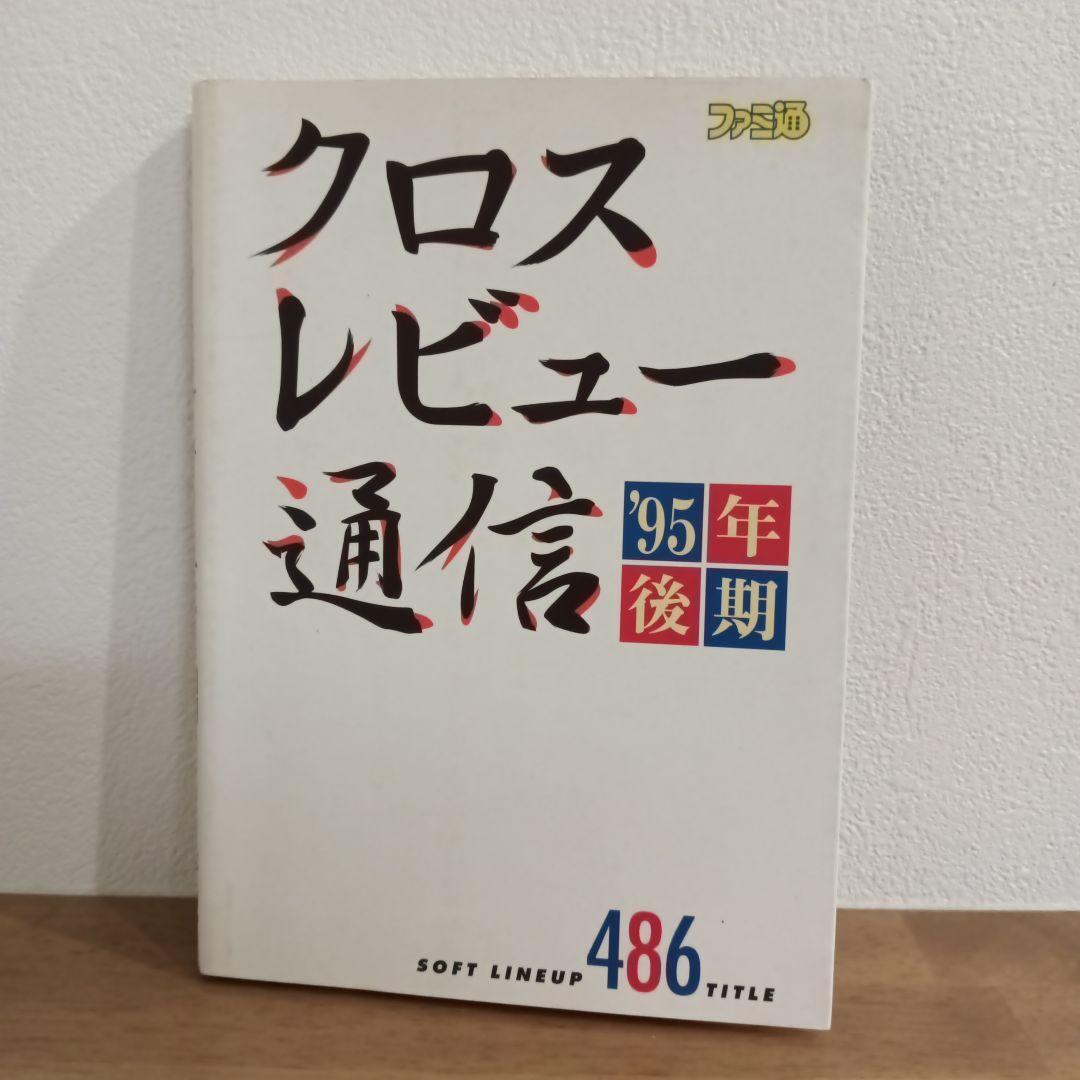 ファミ通
クロス
レビュー
通信
'95年
後期
SOFT LINEUP 486 TITLE